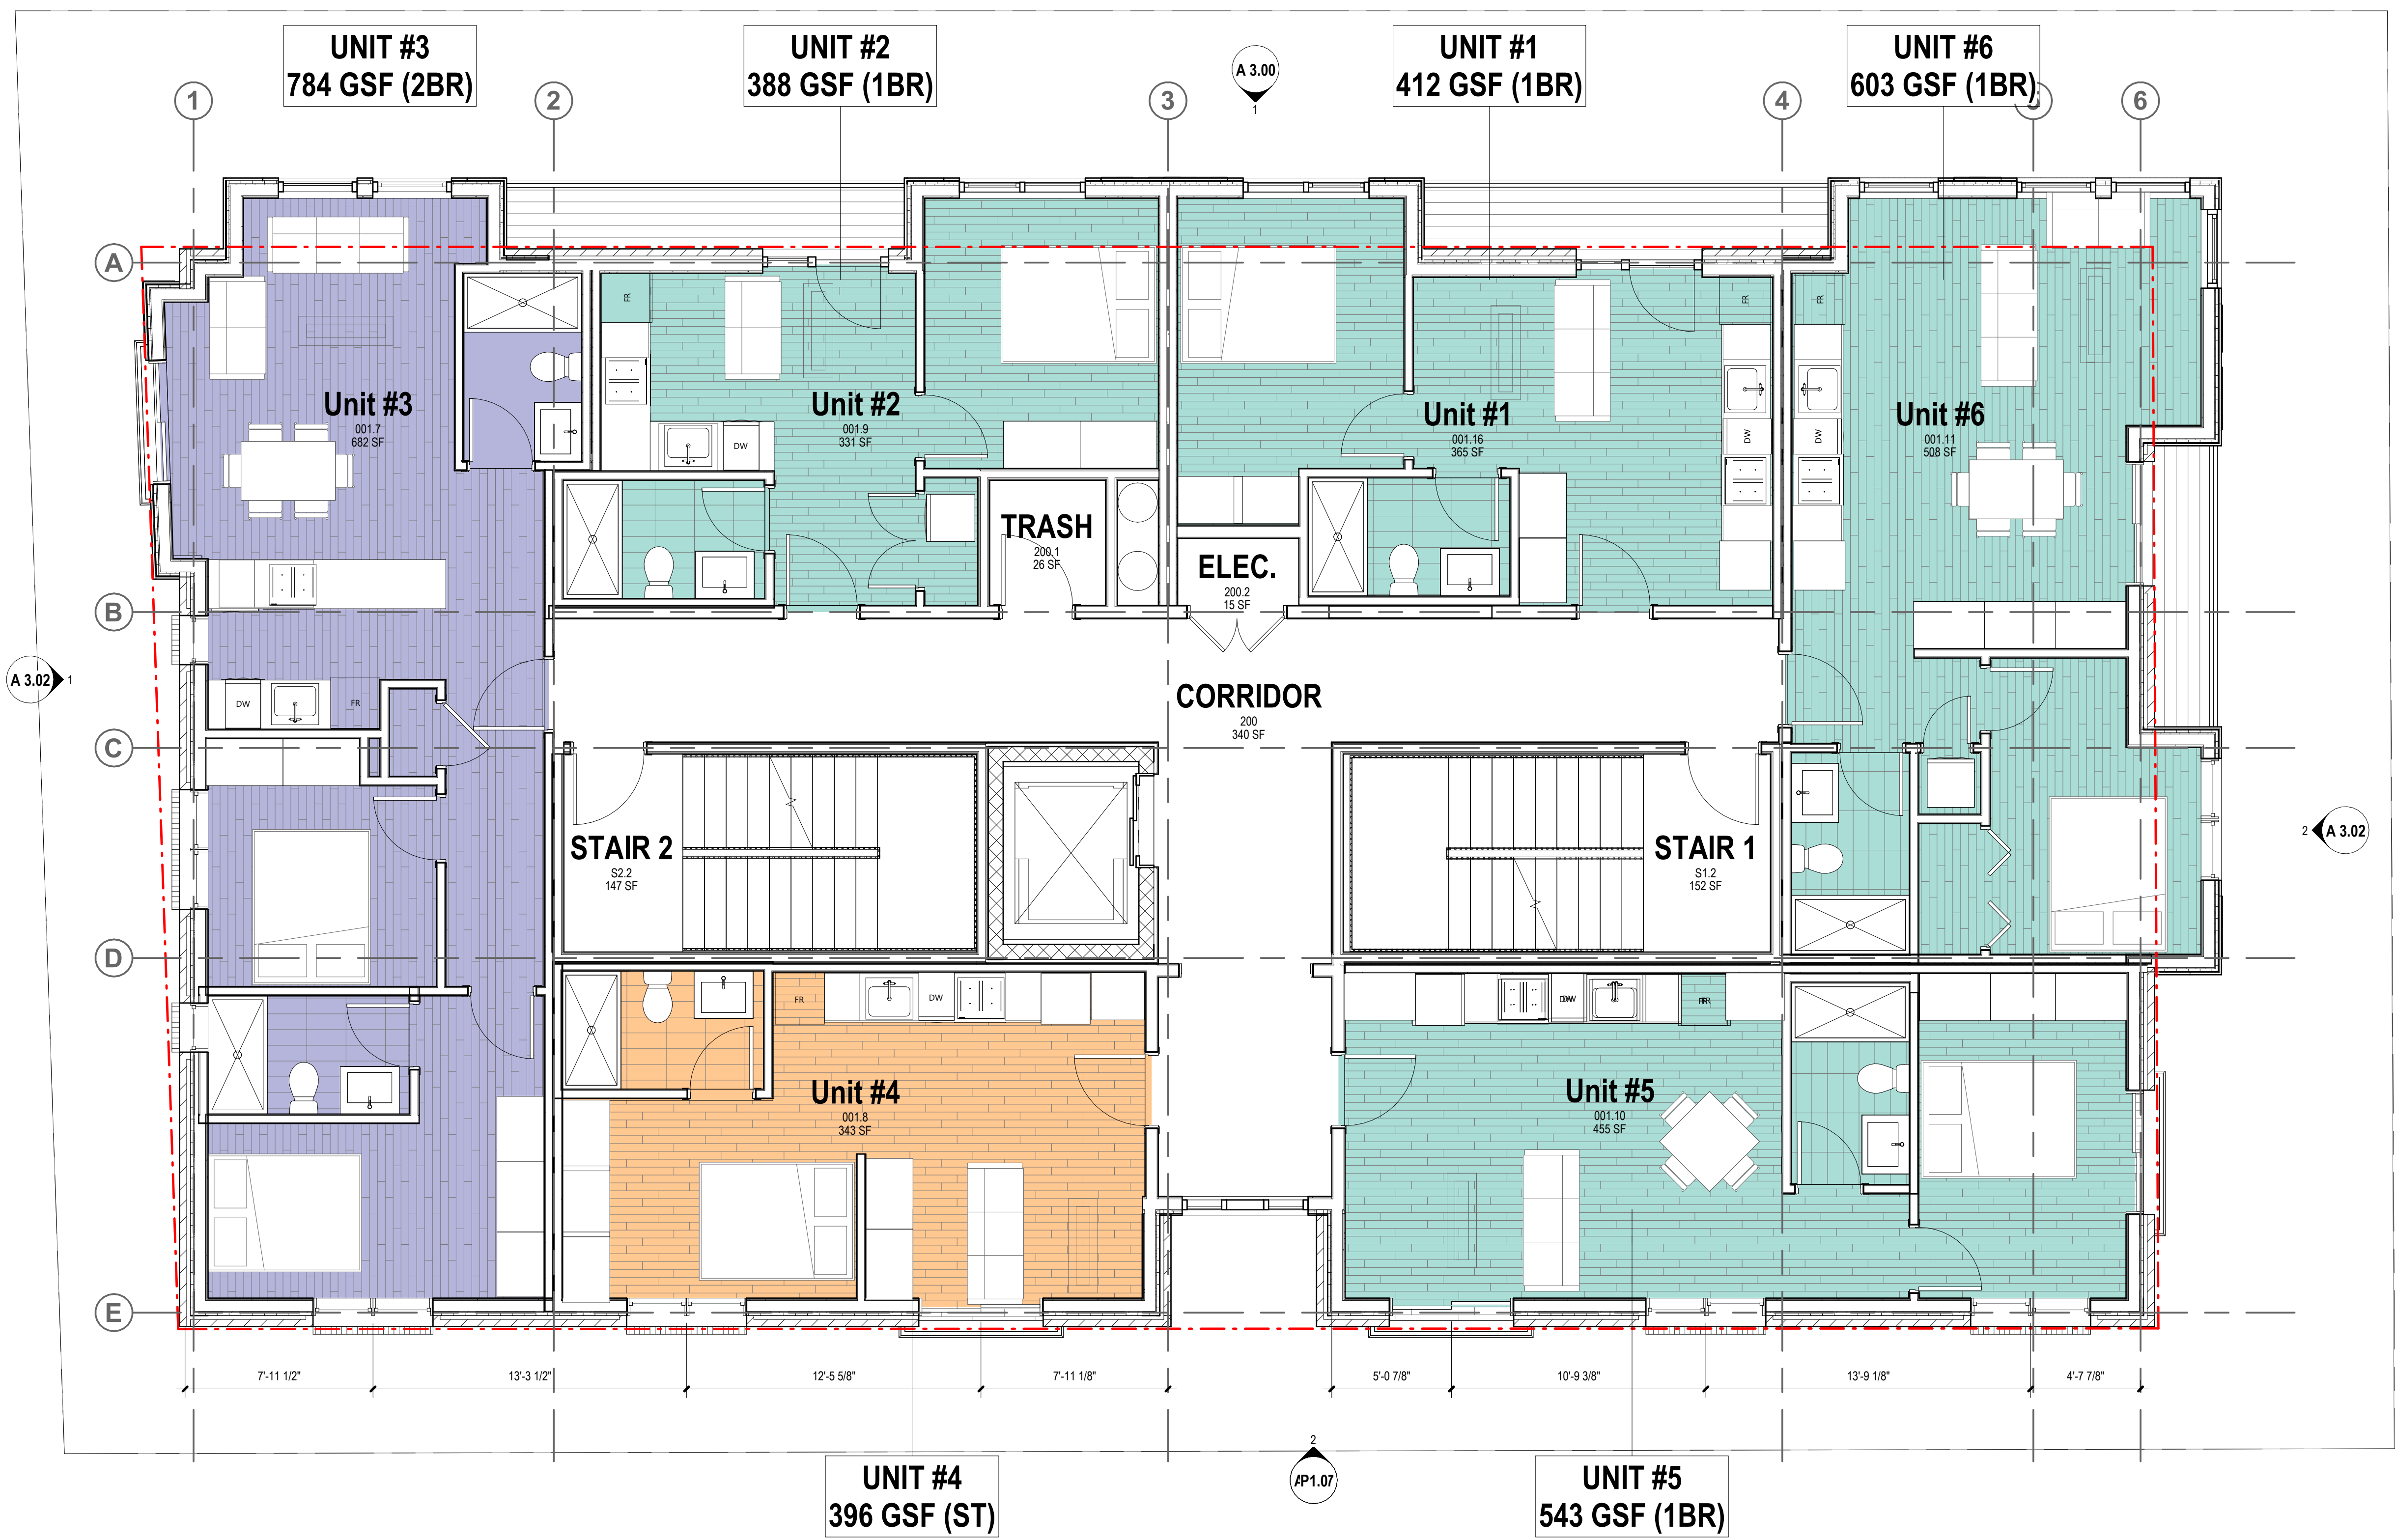 UNIT #3
784 GSF (2BR)
UNIT #2
388 GSF (1BR)
UNIT #1
412 GSF (1BR)
UNIT #6
603 GSF (1BR)
A 3.00
1
1
2
3
4
6
A
B
C
D
E
FR
FR
FR
Unit #3
001.7
682 SF
Unit #2
001.9
331 SF
Unit #1
001.16
365 SF
Unit #6
001.11
508 SF
DW
DW
DW
TRASH
200.1
26 SF
ELEC.
200.2
15 SF
A 3.02
1
DW
FR
CORRIDOR
200
340 SF
STAIR 2
S2.2
147 SF
STAIR 1
S1.2
152 SF
2
A 3.02
FR
DW
Unit #4
001.8
343 SF
Unit #5
001.10
455 SF
7'-11 1/2"
13'-3 1/2"
12'-5 5/8"
7'-11 1/8"
5'-0 7/8"
10'-9 3/8"
13'-9 1/8"
4'-7 7/8"
2
UNIT #4
396 GSF (ST)
UNIT #5
543 GSF (1BR)